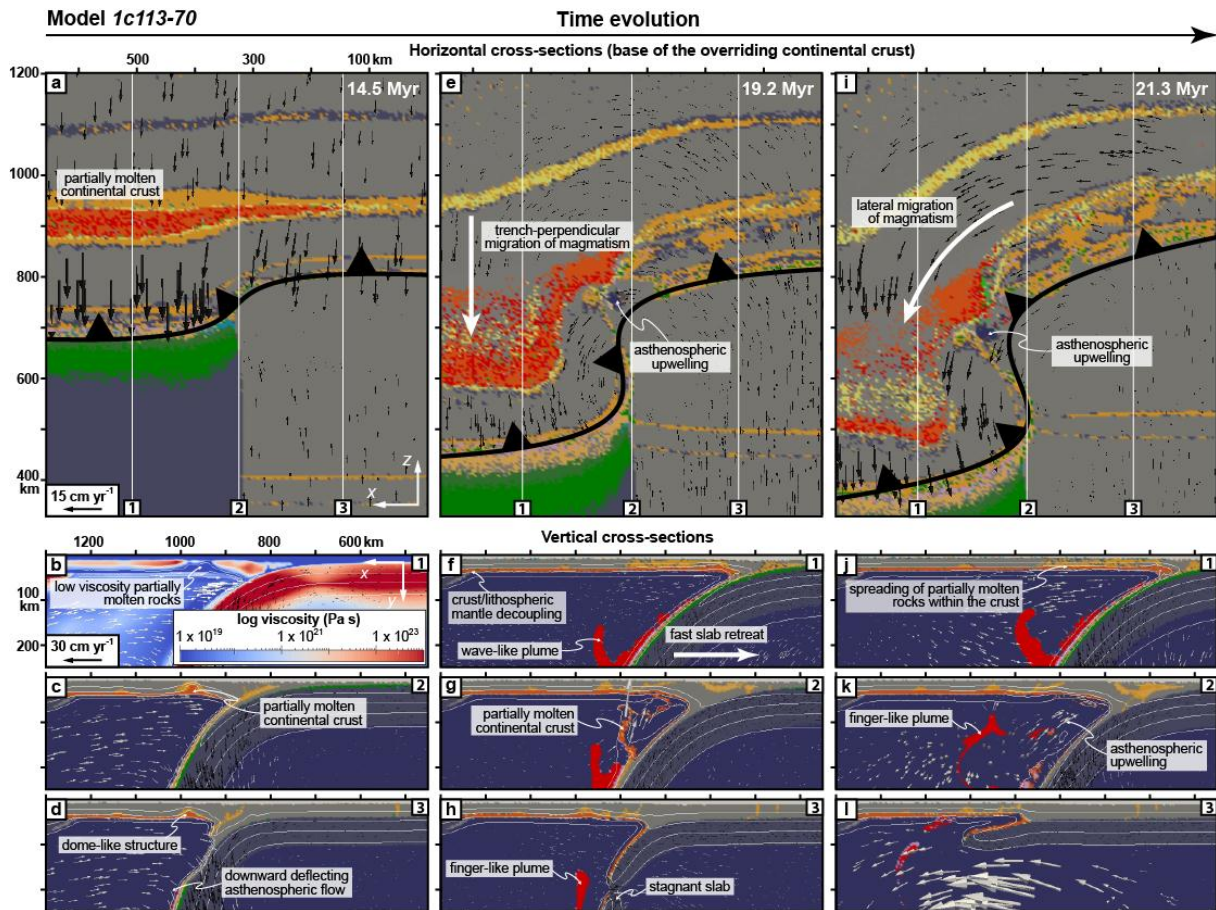 Model 1c113-70
Time evolution
Horizontal cross-sections (base of the overriding continental crust)
500
300
100 km
1200
1000
800
600
400
km
a
14.5 Myr
partially molten
continental crust
z
x
15 cm yr-1
1
2
3
e
19.2 Myr
trench-perpendicular
migration of magmatism
asthenospheric
upwelling
1
2
3
i
21.3 Myr
lateral migration
of magmatism
asthenospheric
upwelling
1
2
3
Vertical cross-sections
1200
1000
800
600 km
100
km
200
b
1
low viscosity partially
molten rocks
x
y
log viscosity (Pa s)
1 x 10^19
1 x 10^21
1 x 10^23
30 cm yr-1
f
1
crust/lithospheric
mantle decoupling
wave-like plume
fast slab retreat
j
1
spreading of partially molten
rocks within the crust
c
2
partially molten
continental crust
g
2
partially molten
continental crust
k
2
finger-like plume
asthenospheric
upwelling
d
3
dome-like structure
downward deflecting
asthenospheric flow
h
3
finger-like plume
stagnant slab
l
3